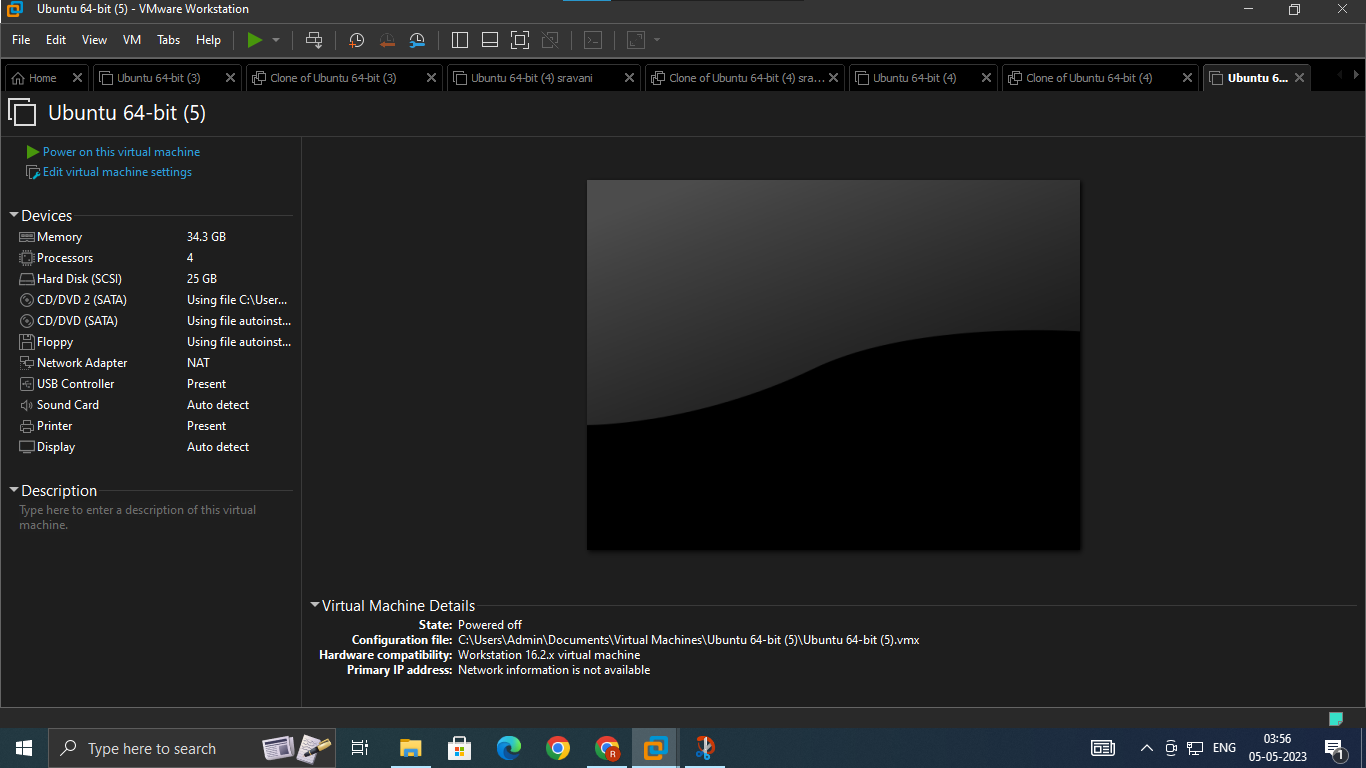 Ubuntu 64-bit (5) - VMware Workstation
File Edit View VM Tabs Help
Home Ubuntu 64-bit (3) Clone of Ubuntu 64-bit (3) Ubuntu 64-bit (4) sravani Clone of Ubuntu 64-bit (4) sra... Ubuntu 64-bit (4) Clone of Ubuntu 64-bit (4) Ubuntu 6...
Ubuntu 64-bit (5)
Power on this virtual machine
Edit virtual machine settings
Devices
Memory 34.3 GB
Processors 4
Hard Disk (SCSI) 25 GB
CD/DVD 2 (SATA) Using file C:\User...
CD/DVD (SATA) Using file autoinst...
Floppy Using file autoinst...
Network Adapter NAT
USB Controller Present
Sound Card Auto detect
Printer Present
Display Auto detect
Description
Type here to enter a description of this virtual
machine.
Virtual Machine Details
State: Powered off
Configuration file: C:\Users\Admin\Documents\Virtual Machines\Ubuntu 64-bit (5)\Ubuntu 64-bit (5).vmx
Hardware compatibility: Workstation 16.2.x virtual machine
Primary IP address: Network information is not available
Type here to search
R
ENG
03:56
05-05-2023
1